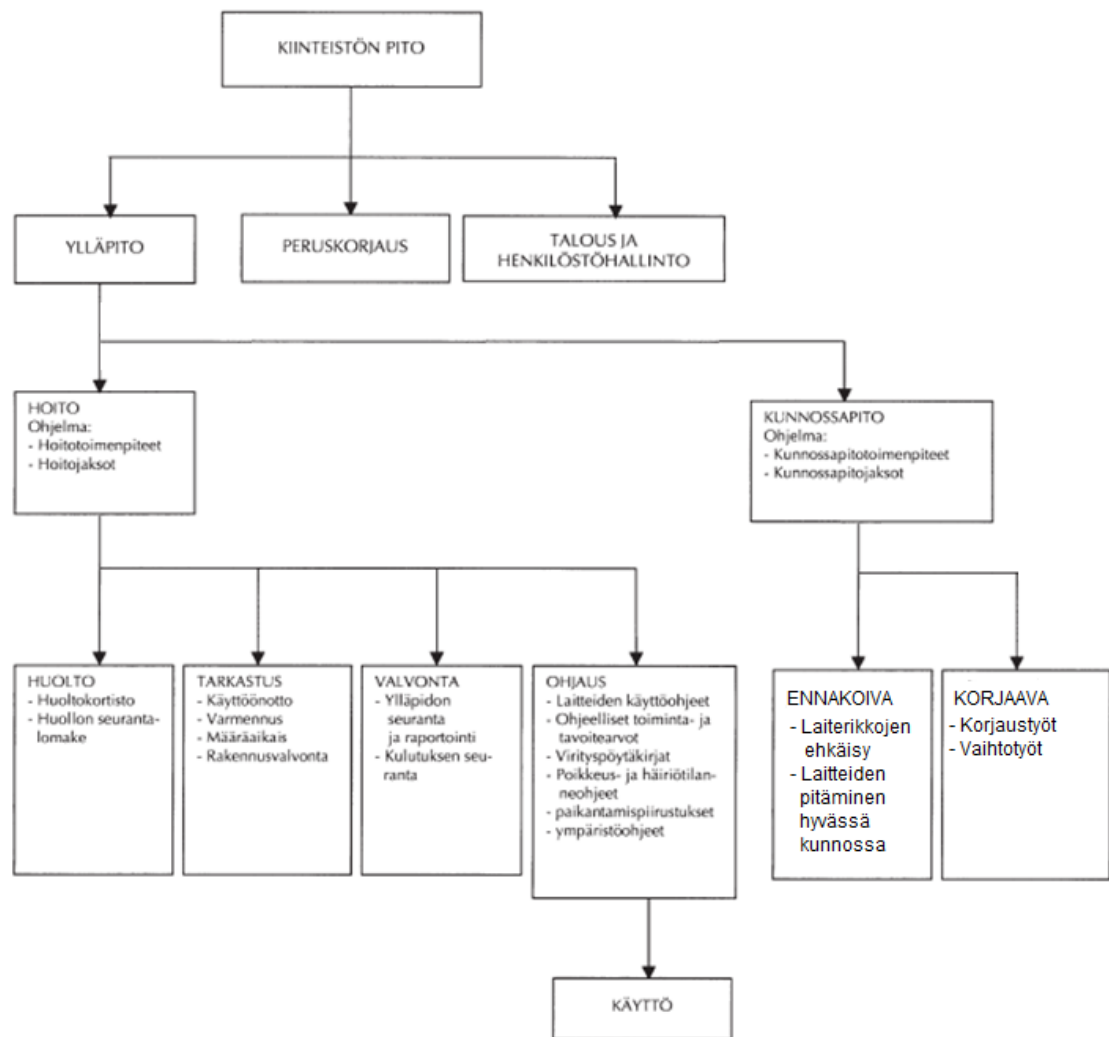 KIINTEISTÖN PITO
YLLÄPITO
PERUSKORJAUS
TALOUS JA
HENKILÖSTÖHALLINTO
HOITO
Ohjelma:
- Hoitotoimenpiteet
- Hoitojaksot
KUNNOSSAPITO
Ohjelma:
- Kunnossapitotoimenpiteet
- Kunnossapitojaksot
HUOLTO
- Huoltokortisto
- Huollon seuranta-
lomake
TARKASTUS
- Käyttöönotto
- Varmennus
- Määräaikais
- Rakennusvalvonta
VALVONTA
- Ylläpidon
seuranta
ja raportointi
- Kulutuksen seu-
ranta
OHJAUS
- Laitteiden käyttöohjeet
- Ohjeelliset toiminta- ja
tavoitearvot
- Virityspöytäkirjat
- Poikkeus- ja häiriötilan-
neohjeet
- paikantamispiirustukset
- ympäristöohjeet
ENNAKOIVA
- Laiterikkojen
ehkäisy
- Laitteiden
pitäminen
hyvässä
kunnossa
KORJAAVA
- Korjaustyöt
- Vaihtotyöt
KÄYTTÖ